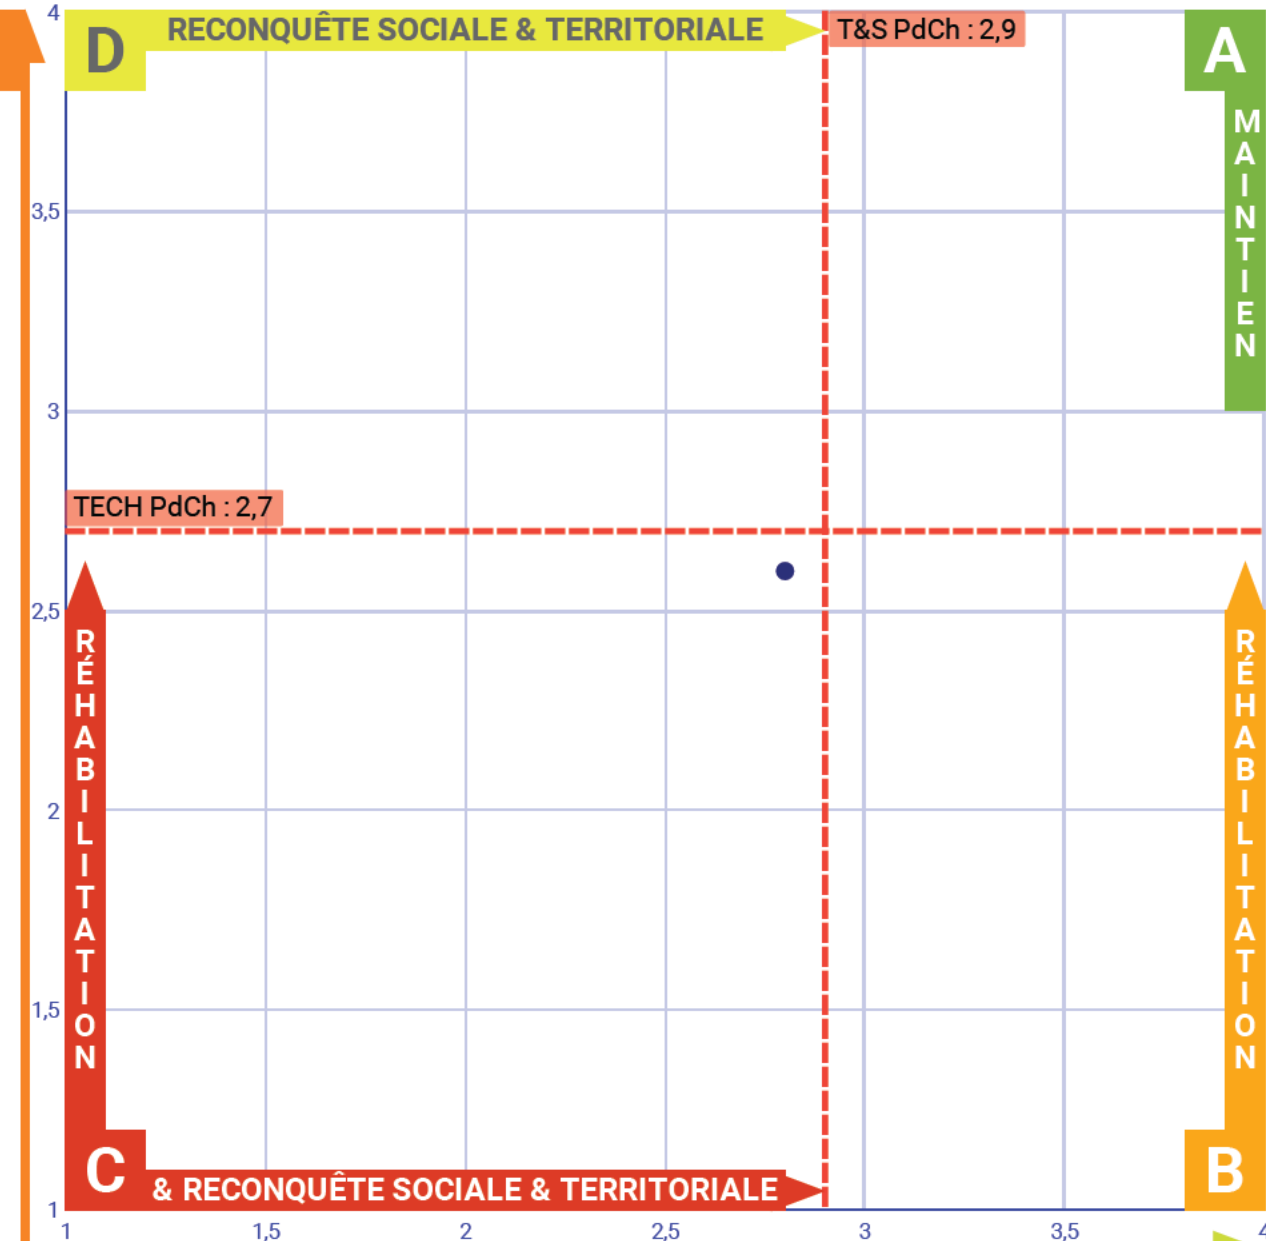 4
D
RECONQUÊTE SOCIALE & TERRITORIALE
T&S PdCh : 2,9
A
MAINTIEN
3,5
3
TECH PdCh : 2,7
2,5
RÉHABILITATION
RÉHABILITATION
2
1,5
C
& RECONQUÊTE SOCIALE & TERRITORIALE
B
1
1
1,5
2
2,5
3
3,5
4